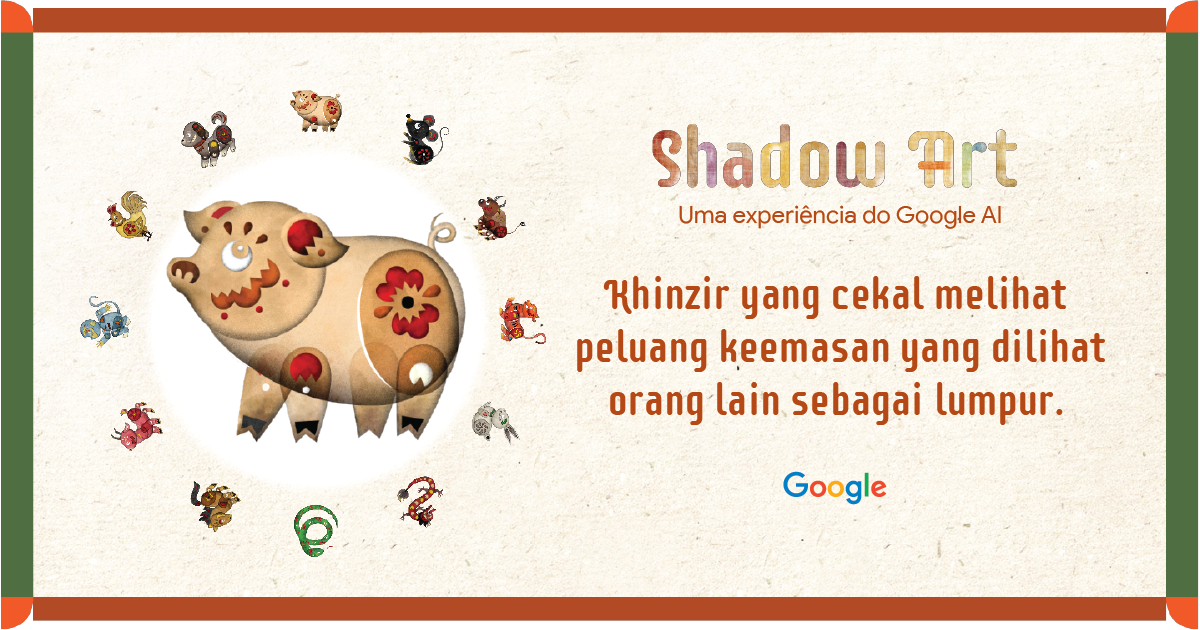 Shadow Art
Uma experiência do Google AI
Khinzir yang cekal melihat
peluang keemasan yang dilihat
orang lain sebagai lumpur.
Google